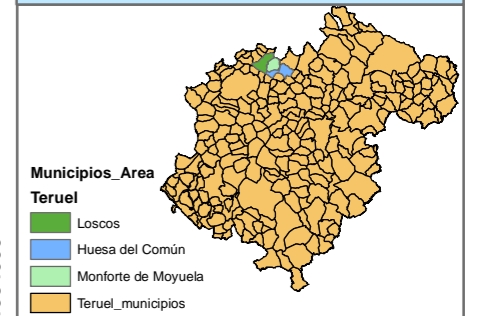 Municipios_Area
Teruel
Loscos
Huesa del Común
Monforte de Moyuela
Teruel_municipios